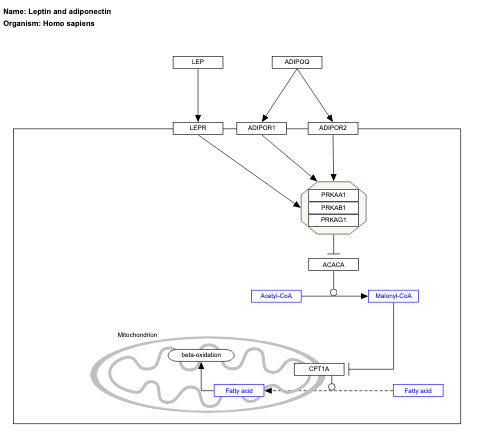 Name: Leptin and adiponectin
Organism: Homo sapiens
LEP
ADIPOQ
LEPR
ADIPOR1
ADIPOR2
PRKAA1
PRKAB1
PRKAG1
ACACA
Acetyl-CoA
Malonyl-CoA
Mitochondrion
beta-oxidation
CPT1A
Fatty acid
Fatty acid